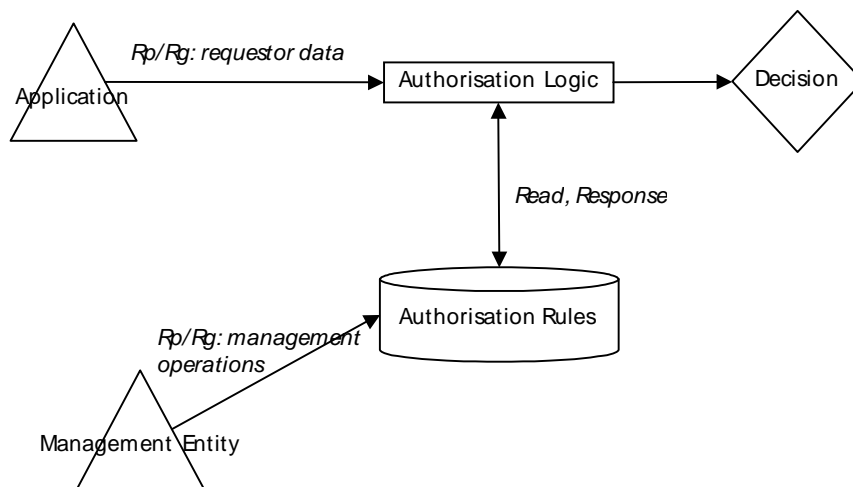 Rp/Rg: requestor data
Application
Authorisation Logic
Decision
Read, Response
Authorisation Rules
Rp/Rg: management
operations
Management Entity